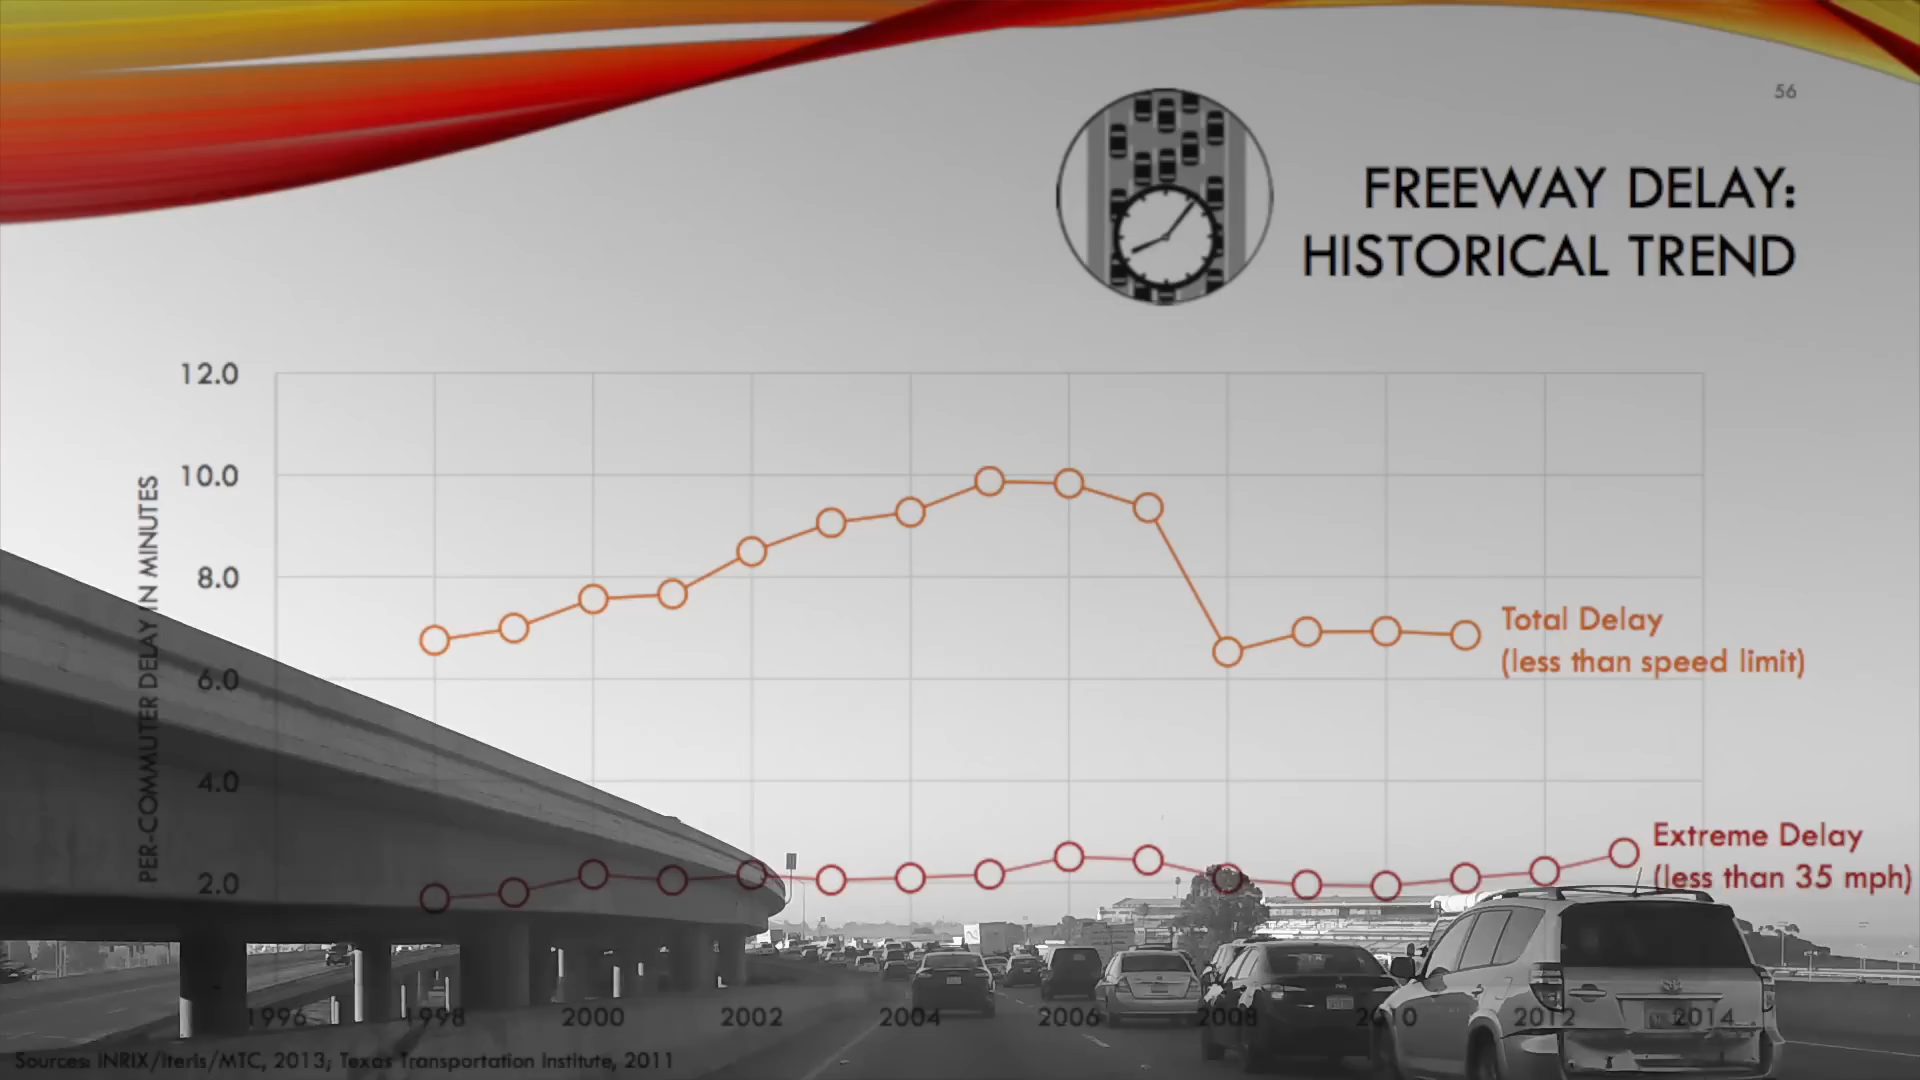 56
FREEWAY DELAY:
HISTORICAL TREND
12.0
10.0
8.0
6.0
4.0
2.0
PER-COMMUTER DELAY IN MINUTES
Total Delay
(less than speed limit)
Extreme Delay
(less than 35 mph)
1996 1998 2000 2002 2004 2006 2008 2010 2012 2014
Sources: INRIX/Iteris/MTC, 2013; Texas Transportation Institute, 2011